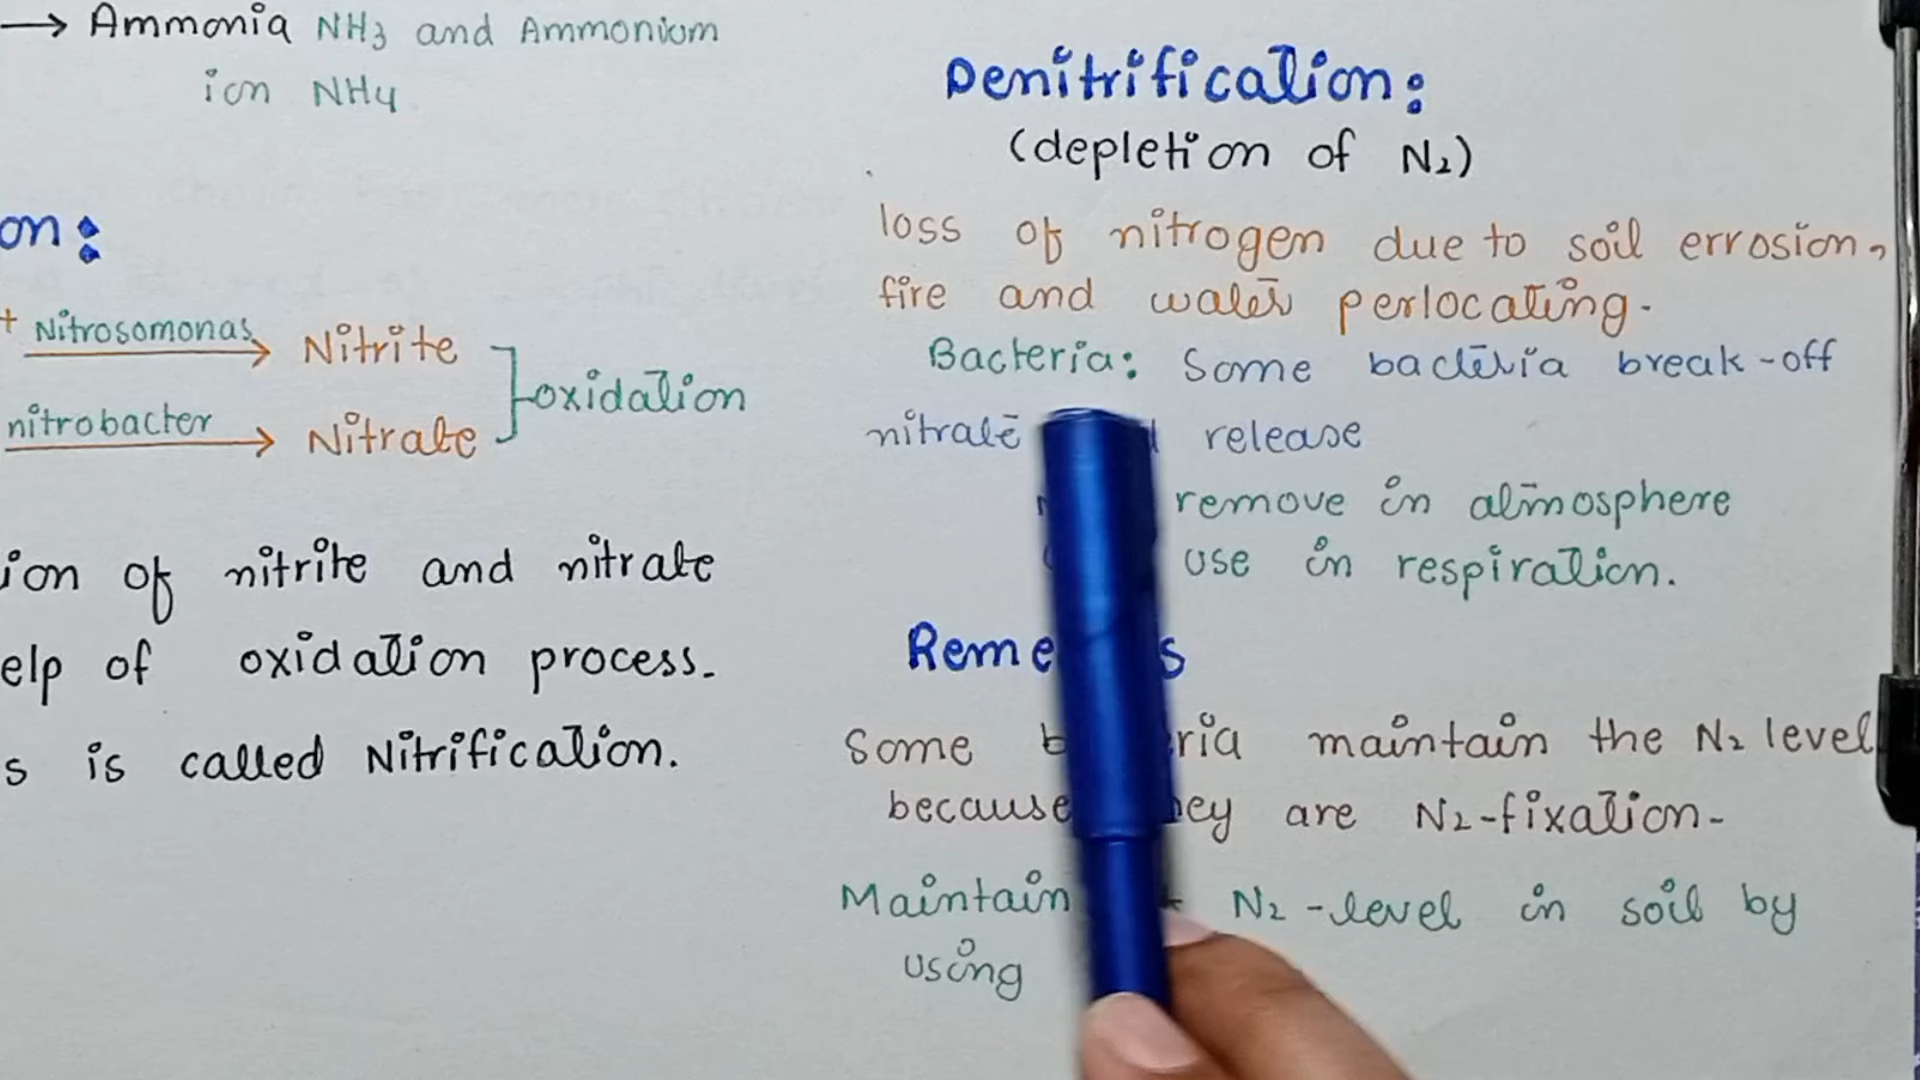 → Ammonia NH3 and Ammonium
ion NH4
on:
+ Nitrosomonas → Nitrite
nitrobacter → Nitrate
oxidation
ion of nitrite and nitrate
elp of oxidation process.
s is called Nitrification.
Denitrification:
(depletion of N2)
loss of nitrogen due to soil errosion,
fire and water perlocating.
Bacteria: Some bacteria break-off
nitrate release
remove in atmosphere
use in respiration.
Some maintain the N2 level
because are N2-fixation.
Maintain N2-level in soil by
using